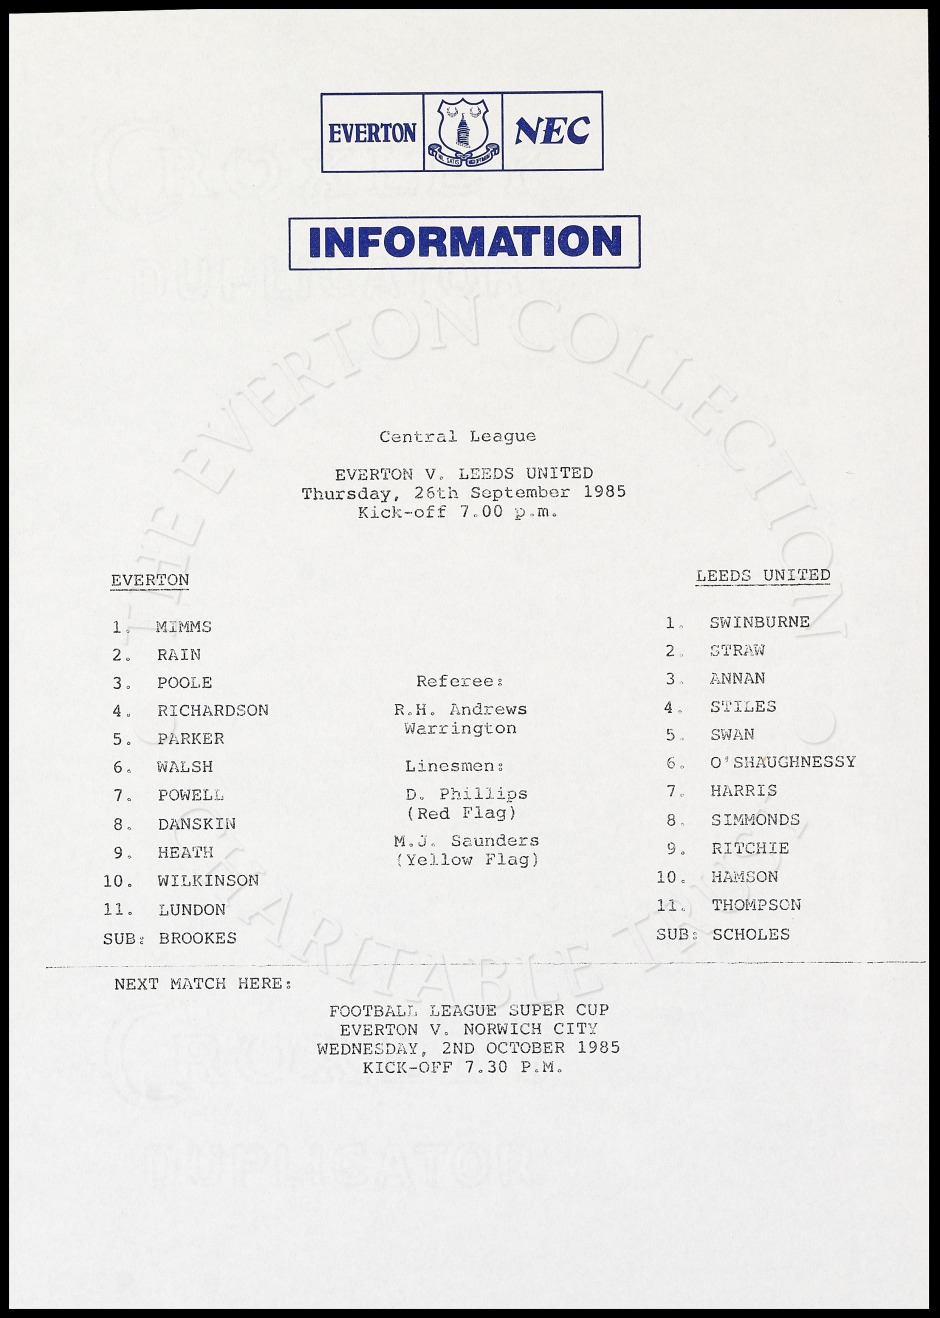 EVERTON NEC
INFORMATION
THE EVERTON COLLECTION
CHARITABLE TRUST
Central League
EVERTON V. LEEDS UNITED
Thursday, 26th September 1985
Kick-off 7.00 p.m.
EVERTON
1. MIMMS
2. RAIN
3. POOLE
4. RICHARDSON
5. PARKER
6. WALSH
7. POWELL
8. DANSKIN
9. HEATH
10. WILKINSON
11. LUNDON
SUB: BROOKES
Referee:
R.H. Andrews
Warrington
Linesmen:
D. Phillips
(Red Flag)
M.J. Saunders
(Yellow Flag)
LEEDS UNITED
1. SWINBURNE
2. STRAW
3. ANNAN
4. STILES
5. SWAN
6. O'SHAUGHNESSY
7. HARRIS
8. SIMMONDS
9. RITCHIE
10. HAMSON
11. THOMPSON
SUB: SCHOLES
NEXT MATCH HERE:
FOOTBALL LEAGUE SUPER CUP
EVERTON V. NORWICH CITY
WEDNESDAY, 2ND OCTOBER 1985
KICK-OFF 7.30 P.M.